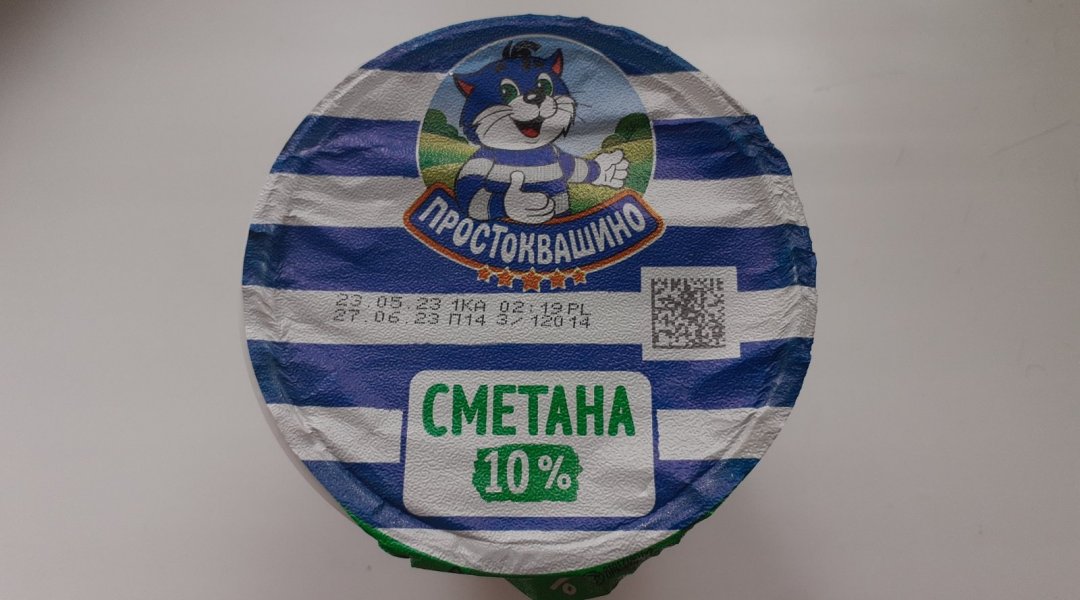 ПРОСТОКВАШИНО
23.05.23 1КА 02:19 PL
27.06.23 П14 3/12014
СМЕТАНА
10%